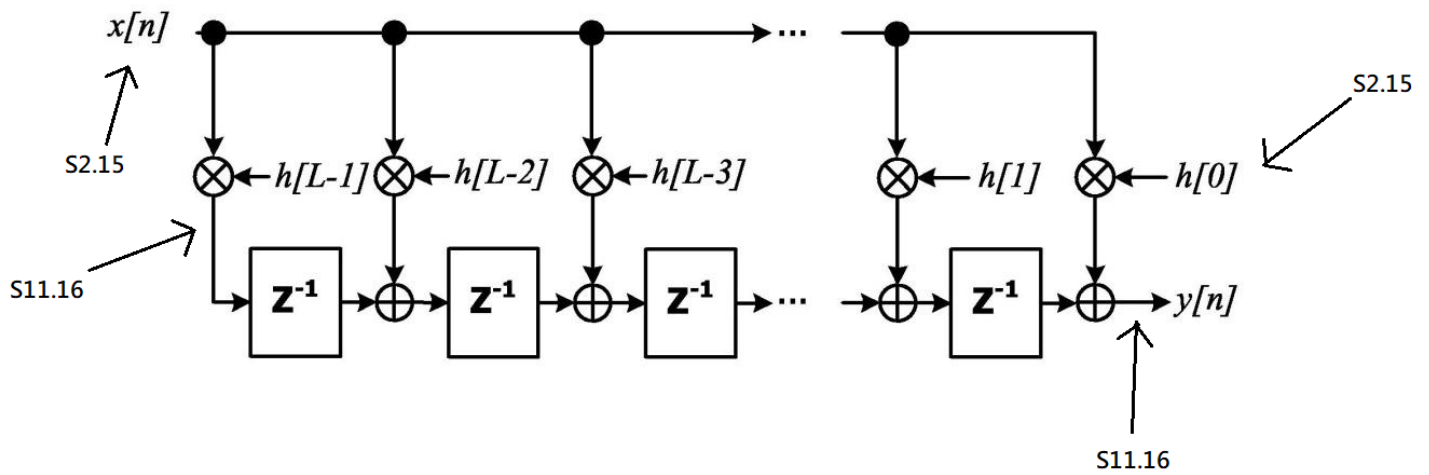 x[n] ...
S2.15
S2.15
h[L-1] h[L-2] h[L-3] h[1] h[0]
S11.16
z-1 z-1 z-1 ... z-1 y[n]
S11.16